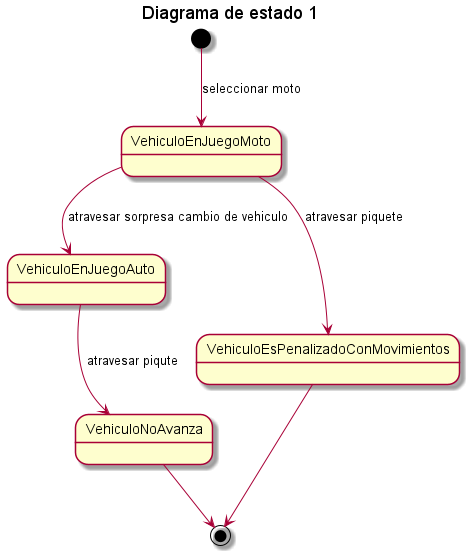 Diagrama de estado 1
seleccionar moto
VehiculoEnJuegoMoto
atravesar sorpresa cambio de vehiculo
atravesar piquete
VehiculoEnJuegoAuto
VehiculoEsPenalizadoConMovimientos
atravesar piqute
VehiculoNoAvanza